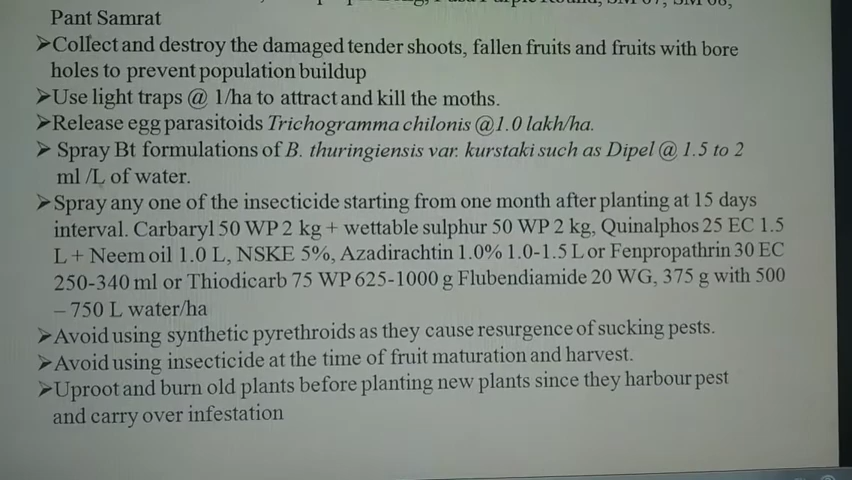 Pant Samrat
➢Collect and destroy the damaged tender shoots, fallen fruits and fruits with bore
holes to prevent population buildup
➢Use light traps @ 1/ha to attract and kill the moths.
➢Release egg parasitoids Trichogramma chilonis @1.0 lakh/ha.
➢ Spray Bt formulations of B. thuringiensis var. kurstaki such as Dipel @ 1.5 to 2
ml /L of water.
➢Spray any one of the insecticide starting from one month after planting at 15 days
interval. Carbaryl 50 WP 2 kg + wettable sulphur 50 WP 2 kg, Quinalphos 25 EC 1.5
L + Neem oil 1.0 L, NSKE 5%, Azadirachtin 1.0% 1.0-1.5 L or Fenpropathrin 30 EC
250-340 ml or Thiodicarb 75 WP 625-1000 g Flubendiamide 20 WG, 375 g with 500
– 750 L water/ha
➢Avoid using synthetic pyrethroids as they cause resurgence of sucking pests.
➢Avoid using insecticide at the time of fruit maturation and harvest.
➢Uproot and burn old plants before planting new plants since they harbour pest
and carry over infestation